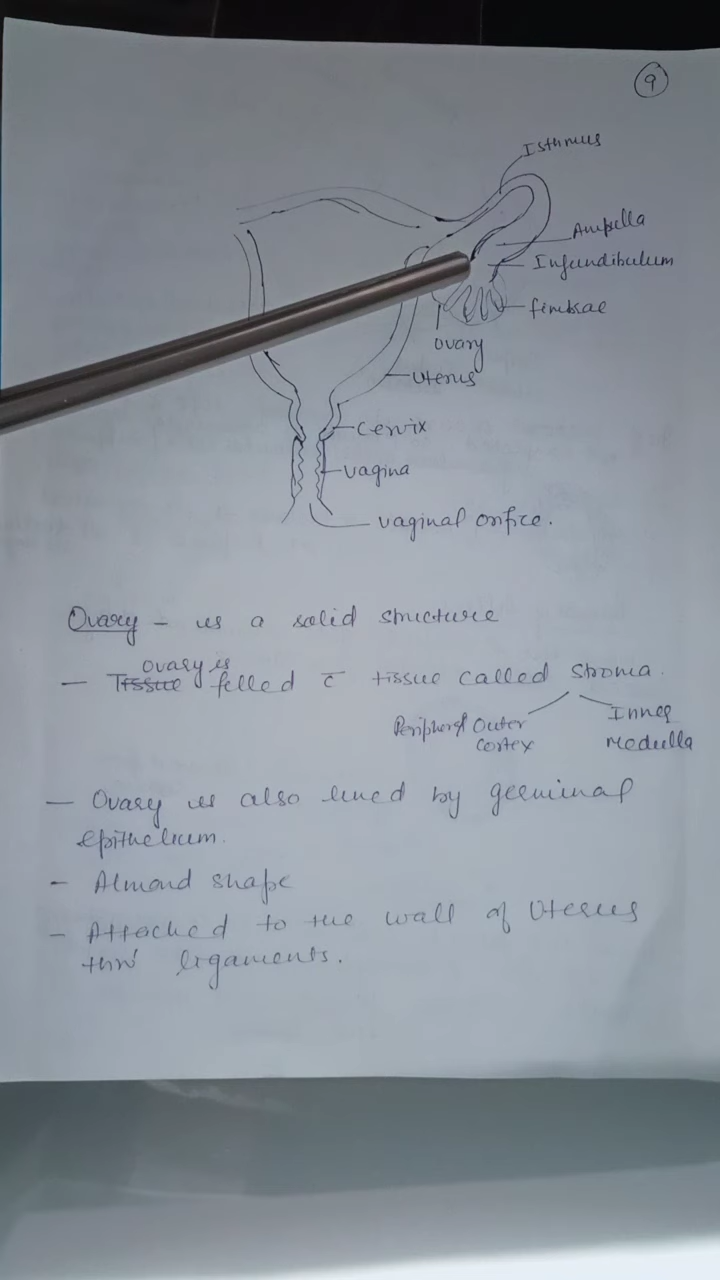 9
Isthmus
Ampulla
Infundibulum
fimbrae
Ovary
Uterus
Cervix
Vagina
vaginal orifice.
Ovary - is a solid structure
ovary is
- Tissue filled c̄ tissue called stroma.
Peripheral Outer cortex
Inner Medulla
- Ovary is also lined by germinal
epithelium.
- Almond shape
- Attached to the wall of Uterus
thru' ligaments.